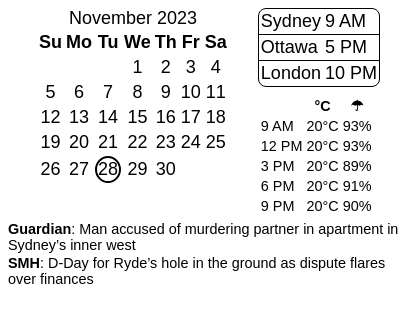 November 2023
Su Mo Tu We Th Fr Sa
1 2 3 4
5 6 7 8 9 10 11
12 13 14 15 16 17 18
19 20 21 22 23 24 25
26 27 28 29 30
Sydney 9 AM
Ottawa 5 PM
London 10 PM
°C ☂
9 AM 20°C 93%
12 PM 20°C 93%
3 PM 20°C 89%
6 PM 20°C 91%
9 PM 20°C 90%
Guardian: Man accused of murdering partner in apartment in
Sydney’s inner west
SMH: D-Day for Ryde’s hole in the ground as dispute flares
over finances